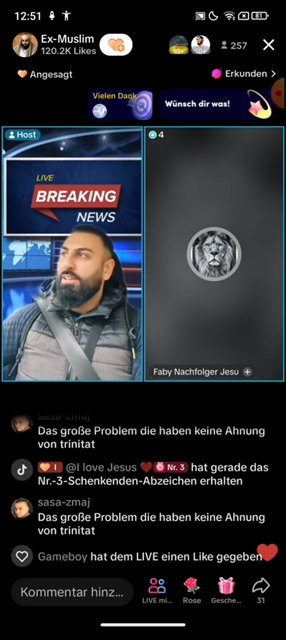 12:51
81
Ex-Muslim
120.2K Likes
257
Angesagt
Erkunden >
Vielen Dank
Wünsch dir was!
Host
4
LIVE
BREAKING
NEWS
Faby Nachfolger Jesu +
sasa-zmaj
Das große Problem die haben keine Ahnung
von trinitat
1 @I love Jesus Nr. 3 hat gerade das
Nr.-3-Schenkenden-Abzeichen erhalten
sasa-zmaj
Das große Problem die haben keine Ahnung
von trinitat
Gameboy hat dem LIVE einen Like gegeben
Kommentar hinz...
LIVE mi...
Rose
Gesche...
31